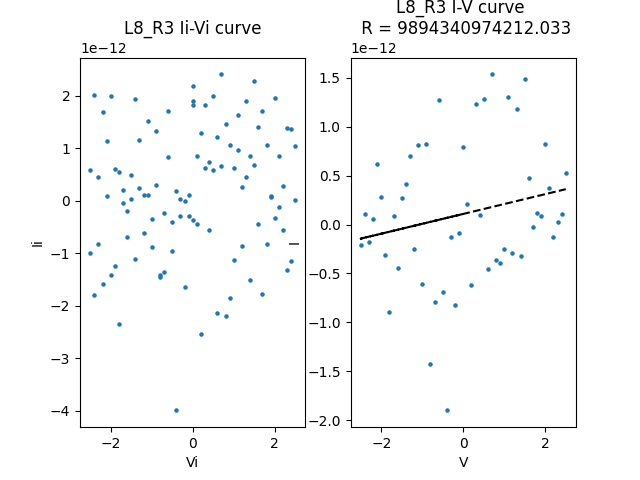 L8_R3 Ii-Vi curve
1e−12
2
1
0
−1
−2
−3
−4
Ii
−2
0
2
Vi
L8_R3 I-V curve
R = 9894340974212.033
1e−12
1.5
1.0
0.5
0.0
−0.5
−1.0
−1.5
−2.0
I
−2
0
2
V